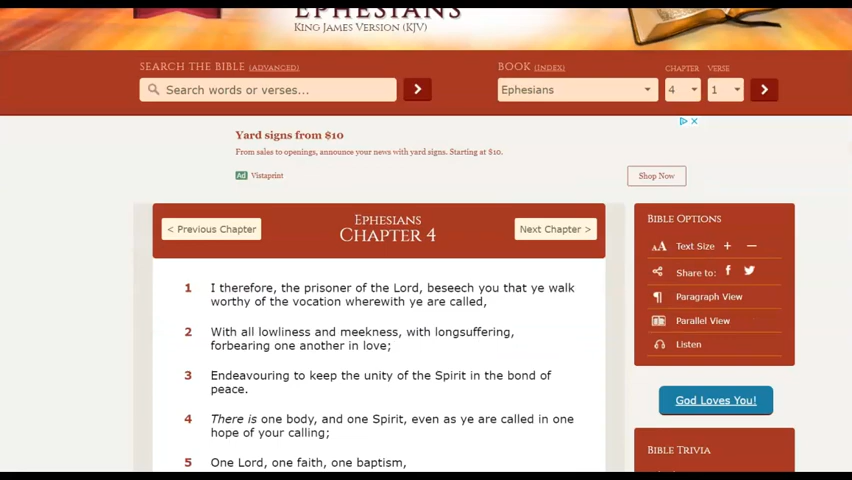 EPHESIANS
KING JAMES VERSION (KJV)
SEARCH THE BIBLE (ADVANCED)
Search words or verses...
BOOK (INDEX)
CHAPTER
VERSE
Ephesians
4
1
Yard signs from $10
From sales to openings, announce your news with yard signs. Starting at $10.
Ad Vistaprint
Shop Now
< Previous Chapter
EPHESIANS
CHAPTER 4
Next Chapter >
1 I therefore, the prisoner of the Lord, beseech you that ye walk
worthy of the vocation wherewith ye are called,
2 With all lowliness and meekness, with longsuffering,
forbearing one another in love;
3 Endeavouring to keep the unity of the Spirit in the bond of
peace.
4 There is one body, and one Spirit, even as ye are called in one
hope of your calling;
5 One Lord, one faith, one baptism,
BIBLE OPTIONS
AA Text Size + −
Share to:
¶ Paragraph View
Parallel View
Listen
God Loves You!
BIBLE TRIVIA